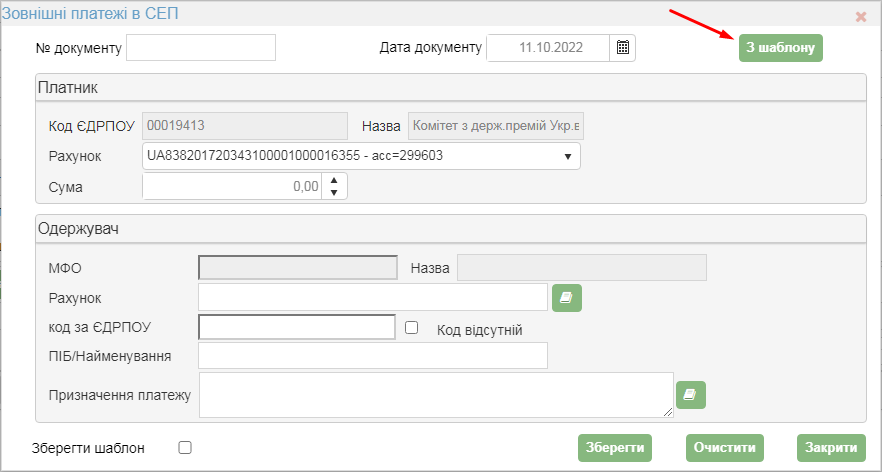 Зовнішні платежі в СЕП
№ документу Дата документу 11.10.2022 З шаблону
Платник
Код ЄДРПОУ 00019413 Назва Комітет з держ.премій Укр.в
Рахунок UA838201720343100001000016355 - acc=299603
Сума 0,00
Одержувач
МФО Назва
Рахунок
код за ЄДРПОУ Код відсутній
ПІБ/Найменування
Призначення платежу
Зберегти шаблон Зберегти Очистити Закрити